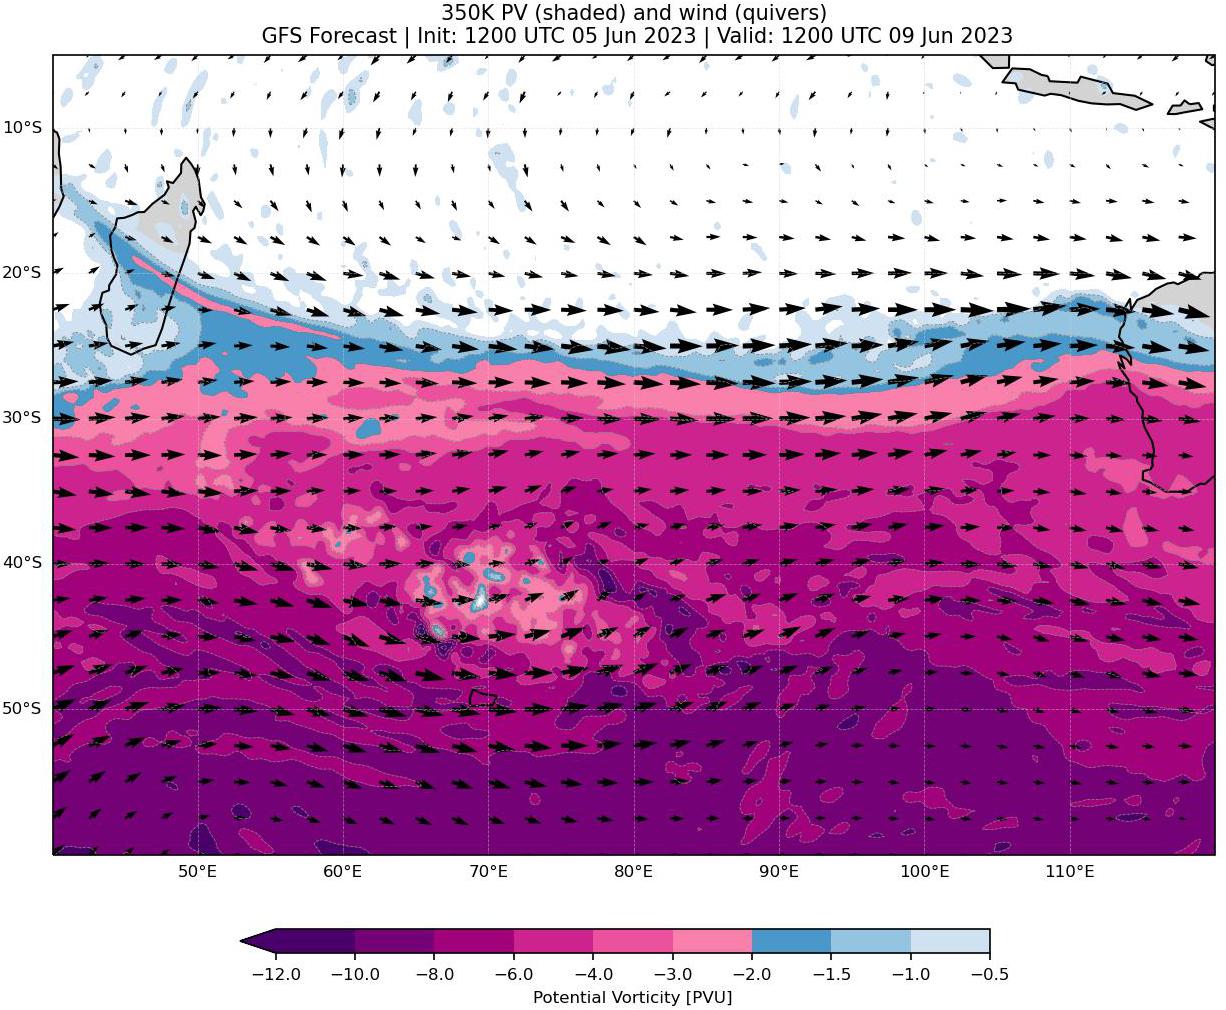 350K PV (shaded) and wind (quivers)
GFS Forecast | Init: 1200 UTC 05 Jun 2023 | Valid: 1200 UTC 09 Jun 2023
10°S
20°S
30°S
40°S
50°S
50°E 60°E 70°E 80°E 90°E 100°E 110°E
−12.0 −10.0 −8.0 −6.0 −4.0 −3.0 −2.0 −1.5 −1.0 −0.5
Potential Vorticity [PVU]